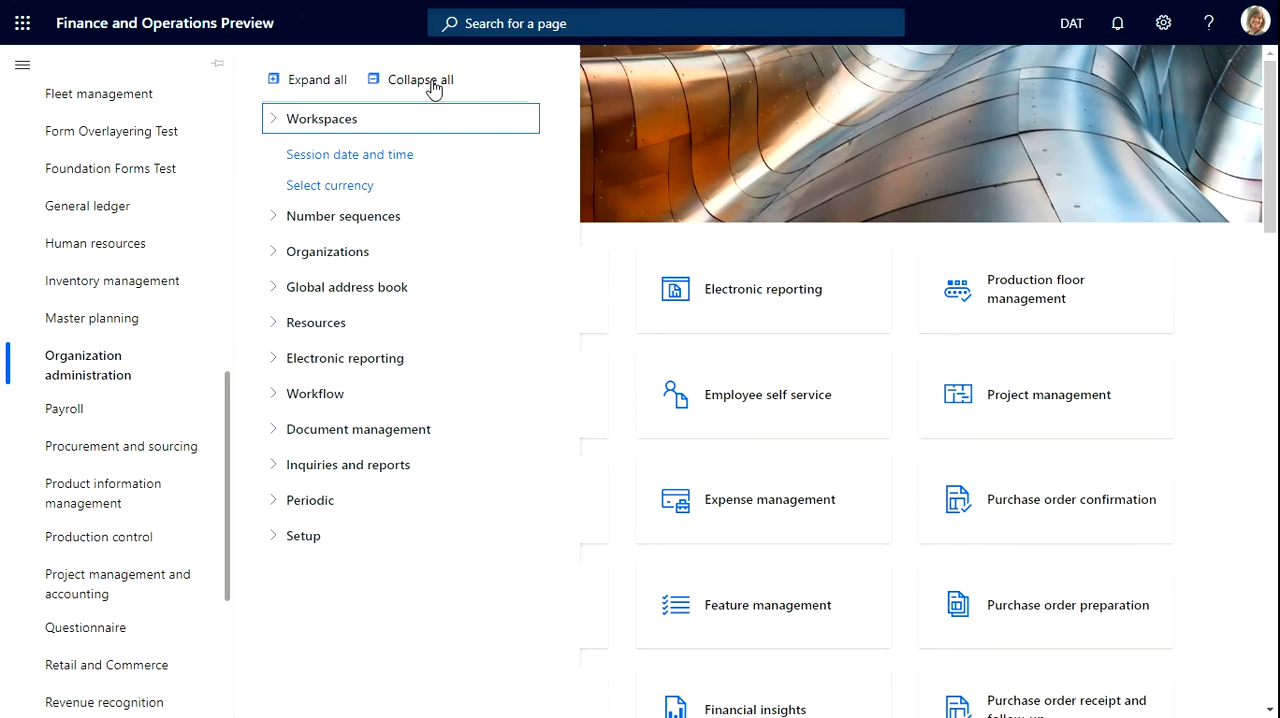 Finance and Operations Preview
Search for a page
DAT
?
Fleet management
Form Overlayering Test
Foundation Forms Test
General ledger
Human resources
Inventory management
Master planning
Organization
administration
Payroll
Procurement and sourcing
Product information
management
Production control
Project management and
accounting
Questionnaire
Retail and Commerce
Revenue recognition
Expand all
Collapse all
Workspaces
Session date and time
Select currency
Number sequences
Organizations
Global address book
Resources
Electronic reporting
Workflow
Document management
Inquiries and reports
Periodic
Setup
Electronic reporting
Production floor
management
Employee self service
Project management
Expense management
Purchase order confirmation
Feature management
Purchase order preparation
Financial insights
Purchase order receipt and